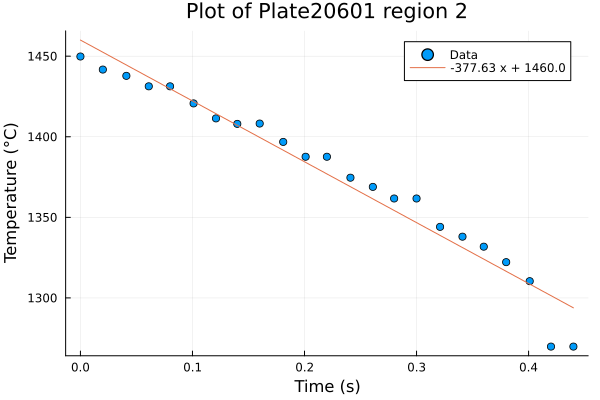 Plot of Plate20601 region 2
Data
-377.63 x + 1460.0
1450
1400
1350
1300
Temperature (°C)
0.0 0.1 0.2 0.3 0.4
Time (s)